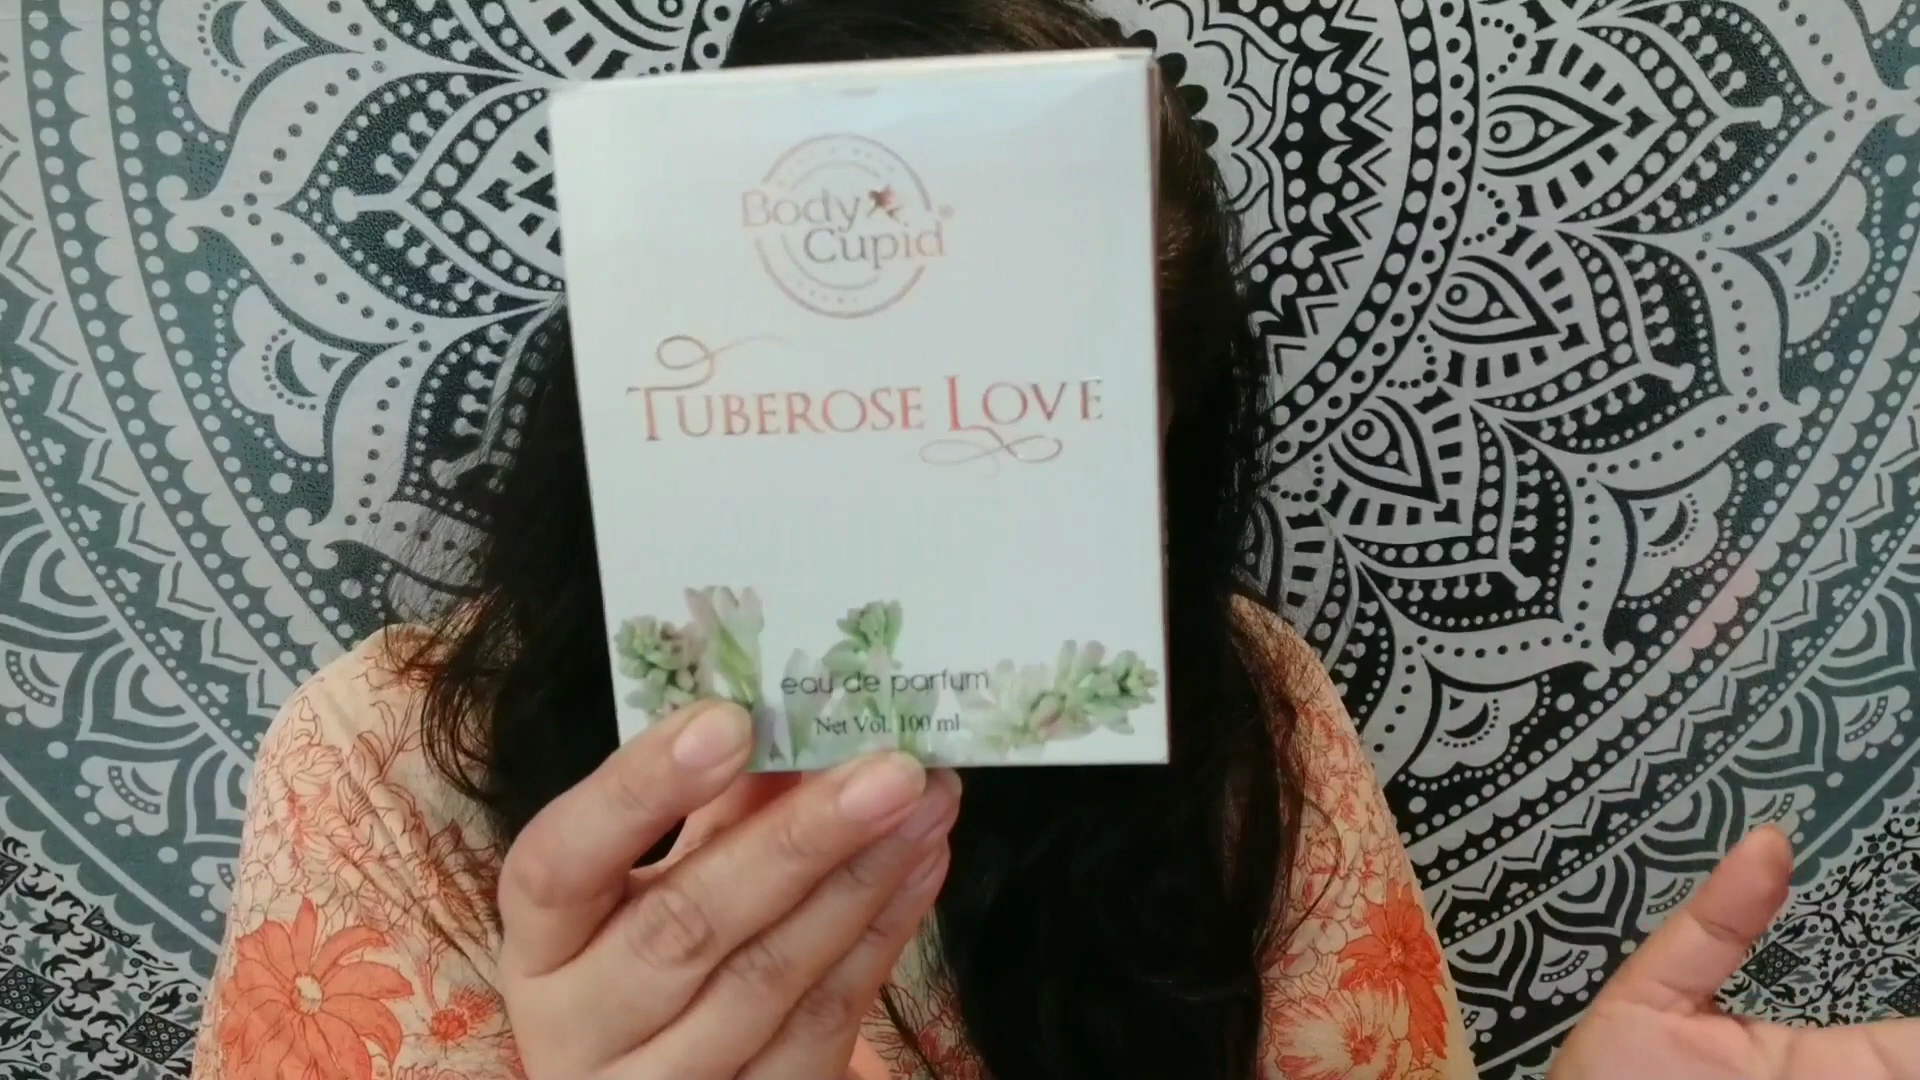 Body
Cupid®
TUBEROSE LOVE
eau de parfum
Net Vol. 100 ml